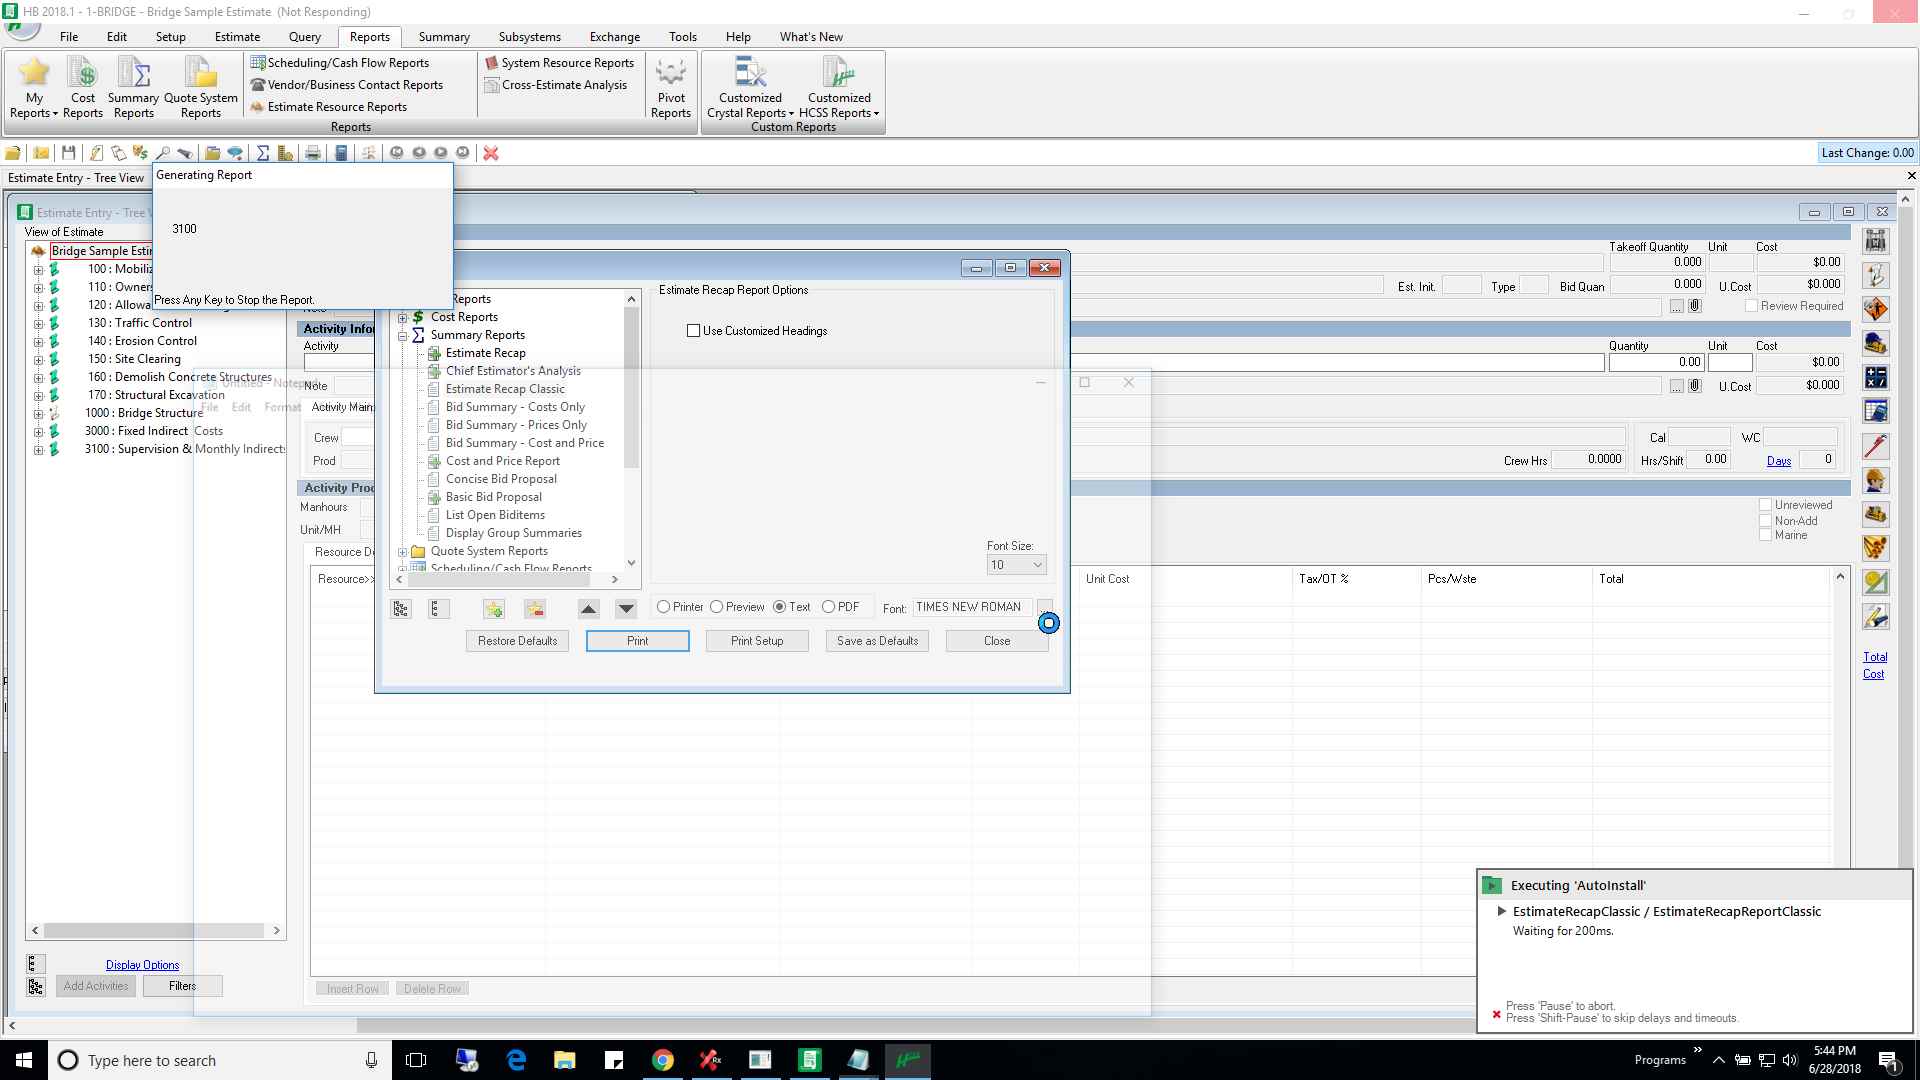 HB 2018.1 - 1-BRIDGE - Bridge Sample Estimate (Not Responding)
File Edit Setup Estimate Query Reports Summary Subsystems Exchange Tools Help What's New
My Reports
Cost Reports
Summary Reports
Quote System Reports
Scheduling/Cash Flow Reports
Vendor/Business Contact Reports
Estimate Resource Reports
System Resource Reports
Cross-Estimate Analysis
Pivot Reports
Reports
Customized Crystal Reports
Customized HCSS Reports
Custom Reports
Last Change: 0.00
Estimate Entry - Tree View
Generating Report
3100
Press Any Key to Stop the Report.
Estimate Entry - Tree V
View of Estimate
Bridge Sample Estim
100 : Mobiliz
110 : Owners
120 : Allowa
130 : Traffic Control
140 : Erosion Control
150 : Site Clearing
160 : Demolish Concrete Structures
170 : Structural Excavation
1000 : Bridge Structure
3000 : Fixed Indirect Costs
3100 : Supervision & Monthly Indirects
Display Options
Add Activities
Filters
Untitled - Notepad
File Edit Format
Takeoff Quantity Unit Cost
0.000 $0.00
Est. Init. Type Bid Quan 0.000 U.Cost $0.000
... Review Required
Note
Activity Infor
Activity
Quantity Unit Cost
0.00 $0.00
Note
... U.Cost $0.000
Activity Main
Crew
Prod
Cal WC
Crew Hrs 0.0000 Hrs/Shift 0.00 Days 0
Activity Proc
Manhours
Unit/MH
Unreviewed
Non-Add
Marine
Resource De
Resource>> Unit Cost Tax/OT % Pcs/Wste Total
Total Cost
Insert Row
Delete Row
Reports
Cost Reports
Summary Reports
Estimate Recap
Chief Estimator's Analysis
Estimate Recap Classic
Bid Summary - Costs Only
Bid Summary - Prices Only
Bid Summary - Cost and Price
Cost and Price Report
Concise Bid Proposal
Basic Bid Proposal
List Open Biditems
Display Group Summaries
Quote System Reports
Scheduling/Cash Flow Reports
Estimate Recap Report Options
Use Customized Headings
Font Size:
10
Printer Preview Text PDF Font: TIMES NEW ROMAN
Restore Defaults
Print
Print Setup
Save as Defaults
Close
Executing 'AutoInstall'
EstimateRecapClassic / EstimateRecapReportClassic
Waiting for 200ms.
Press 'Pause' to abort.
Press 'Shift-Pause' to skip delays and timeouts.
Type here to search
Programs
5:44 PM
6/28/2018
1